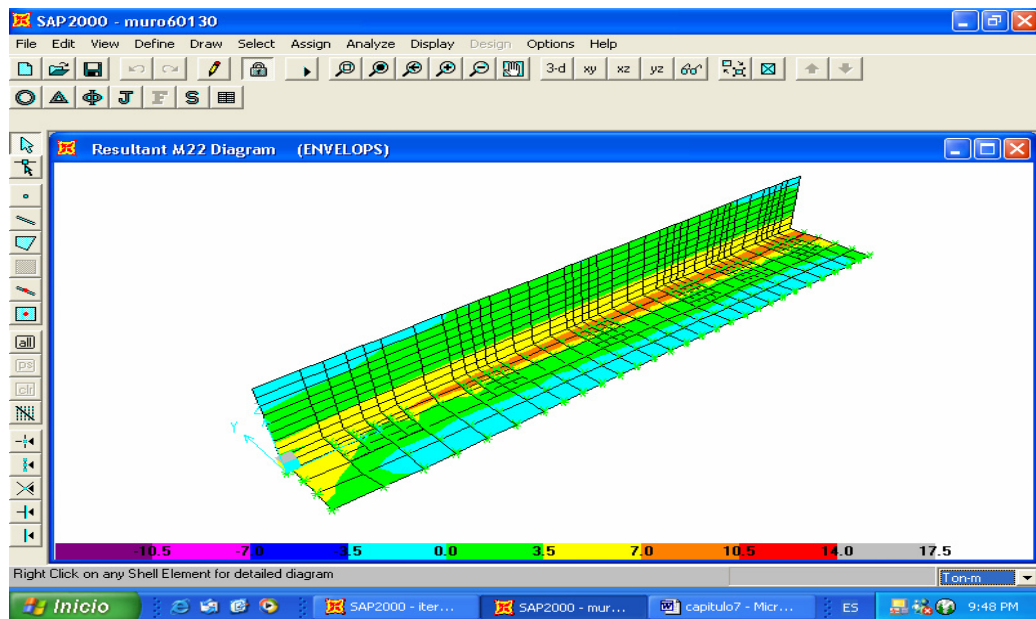 SAP2000 - muro60130
File Edit View Define Draw Select Assign Analyze Display Design Options Help
3-d xy xz yz
J F S
Resultant M22 Diagram (ENVELOPS)
all
ps
clr
Y
-10.5 -7.0 -3.5 0.0 3.5 7.0 10.5 14.0 17.5
Right Click on any Shell Element for detailed diagram
Ton-m
Inicio SAP2000 - iter... SAP2000 - mur... capitulo7 - Micr... ES 9:48 PM